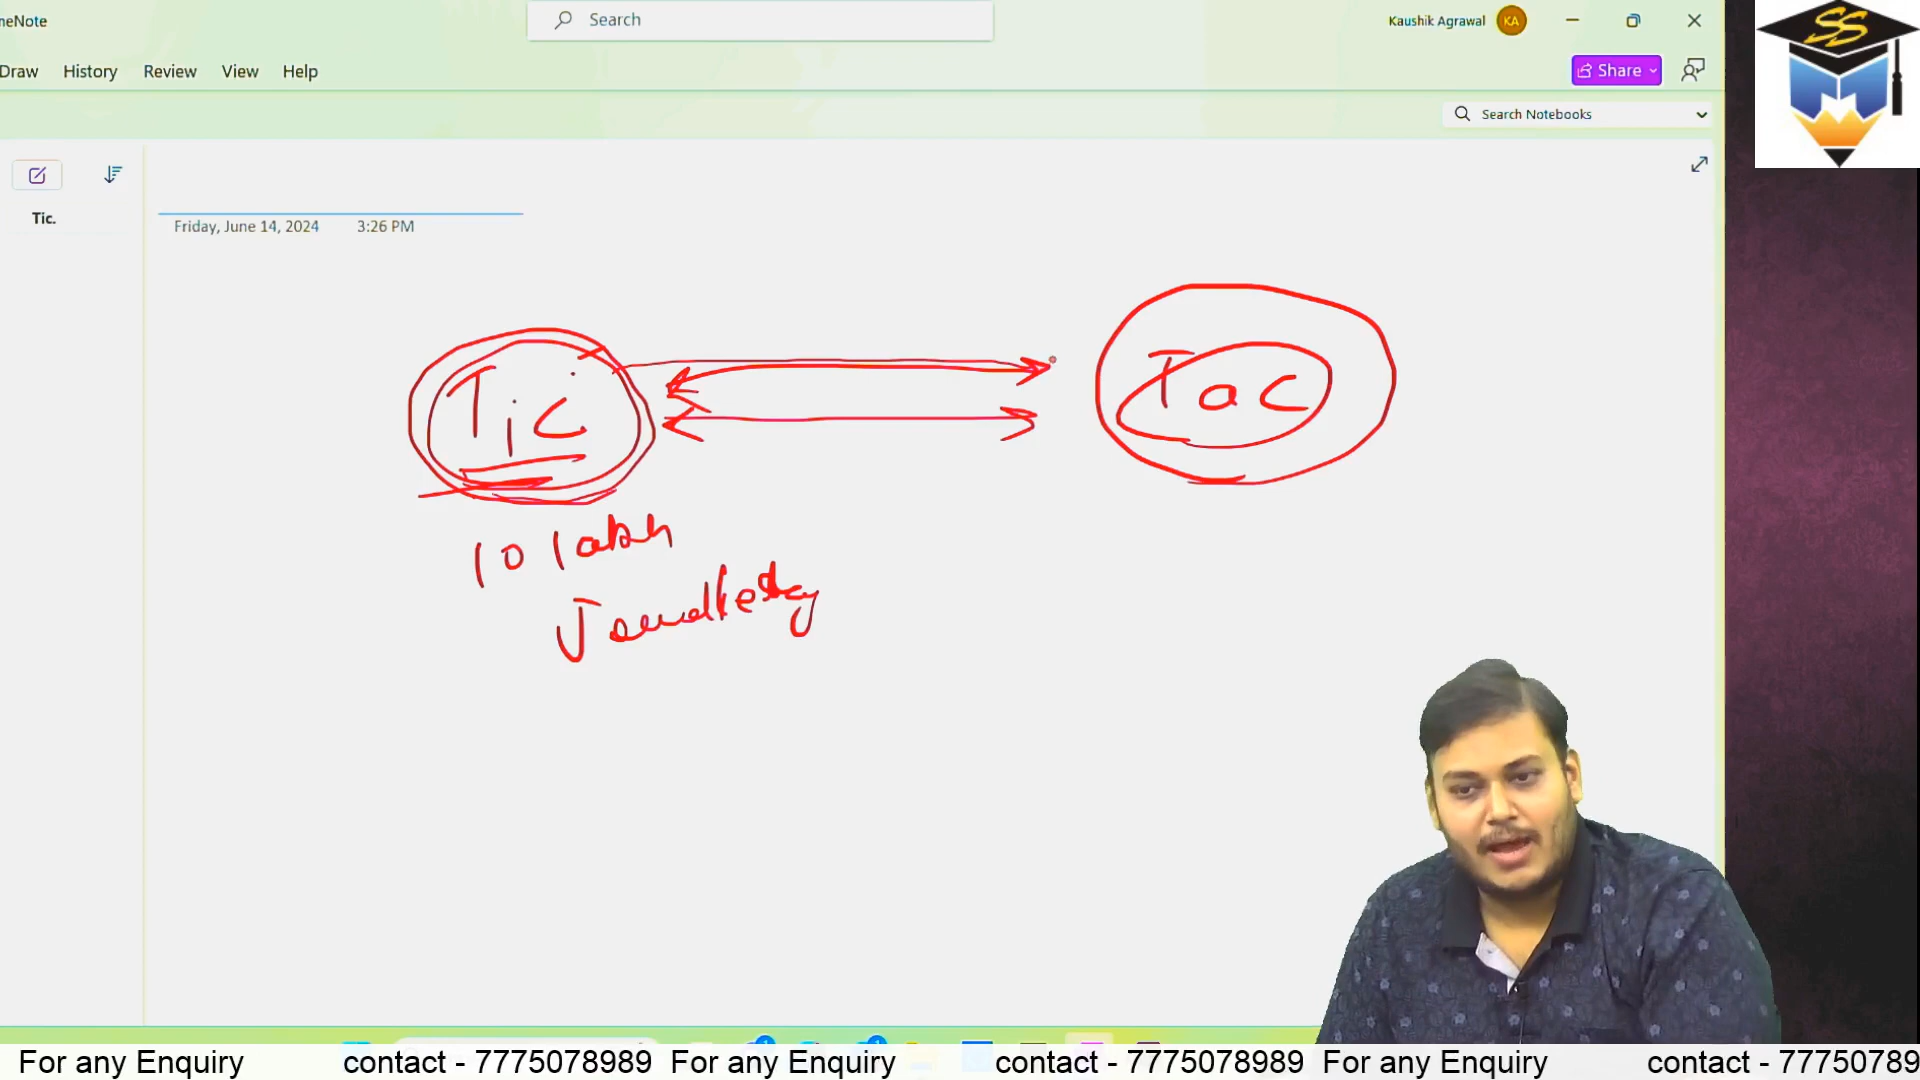 neNote
Search
Kaushik Agrawal KA
Draw History Review View Help
Share
Search Notebooks
SS
Tic.
Friday, June 14, 2024 3:26 PM
Tic
Tac
10 lakh
For any Enquiry contact - 7775078989 For any Enquiry contact - 7775078989 For any Enquiry contact - 77750789